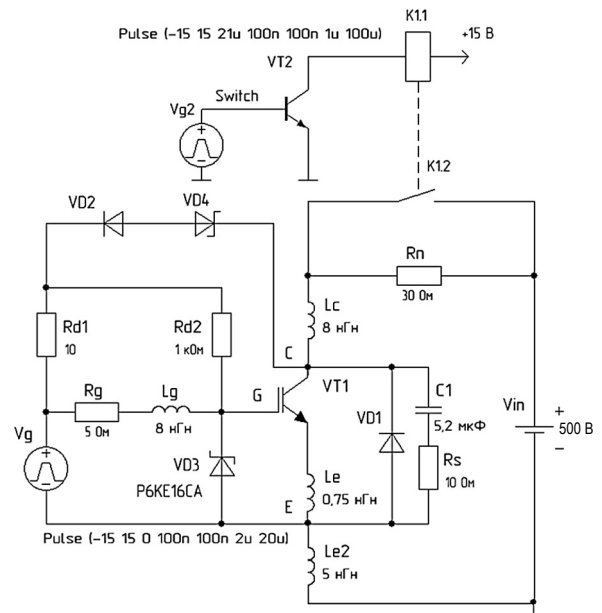 K1.1
Pulse (-15 15 21u 100n 100n 1u 100u)
+15 В
VT2
Switch
Vg2
K1.2
VD2
VD4
Rn
30 Ом
Lc
8 нГн
Rd1
10
Rd2
1 кОм
C
VT1
Rg
Lg
G
C1
5,2 мкФ
VD1
Vin
5 Ом
8 нГн
Vg
+
500 В
−
VD3
P6KE16CA
Rs
10 Ом
Le
0,75 нГн
E
Pulse (-15 15 0 100n 100n 2u 20u)
Le2
5 нГн